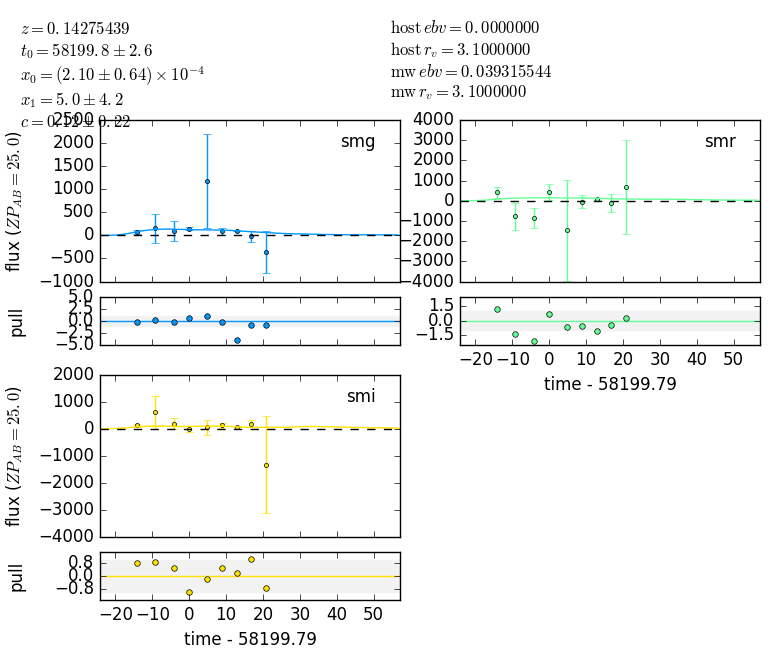 z = 0.14275439
t0 = 58199.8 ± 2.6
x0 = (2.10 ± 0.64) × 10^−4
x1 = 5.0 ± 4.2
c = 0.12 ± 0.22
host ebv = 0.0000000
host rv = 3.1000000
mw ebv = 0.039315544
mw rv = 3.1000000
smg
flux (ZP_AB = 25.0)
2500
2000
1500
1000
500
0
−500
−1000
smr
4000
3000
2000
1000
0
−1000
−2000
−3000
−4000
pull
5.0
2.5
0.0
−2.5
−5.0
1.5
0.0
−1.5
−20 −10 0 10 20 30 40 50
time - 58199.79
smi
flux (ZP_AB = 25.0)
2000
1000
0
−1000
−2000
−3000
−4000
pull
0.8
0.0
−0.8
−20 −10 0 10 20 30 40 50
time - 58199.79